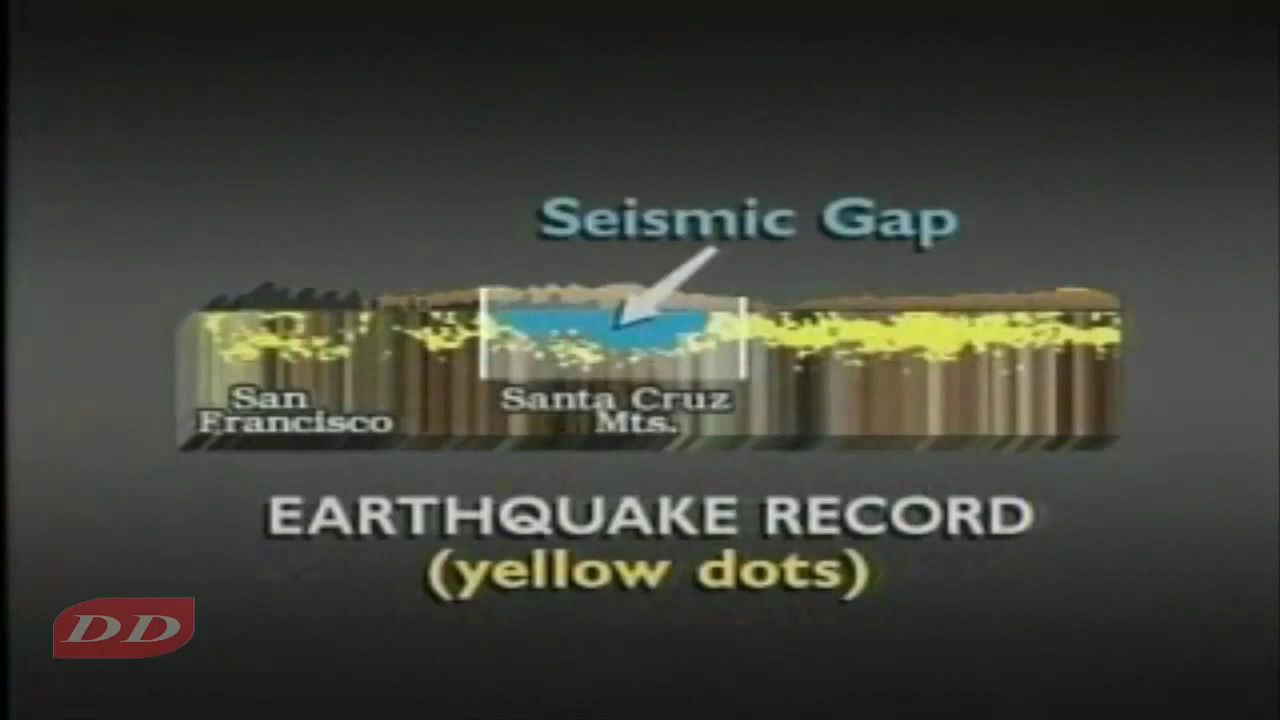 Seismic Gap
San
Francisco
Santa Cruz
Mts.
EARTHQUAKE RECORD
(yellow dots)
DD